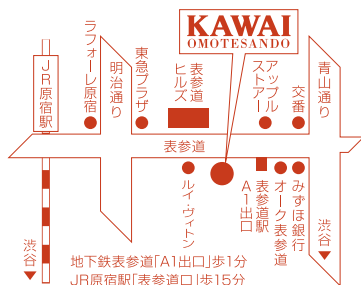 KAWAI
OMOTESANDO
JR原宿駅
ラフォーレ原宿
明治通り
東急プラザ
表参道
ヒルズ
アップル
ストアー
交番
青山通り
表参道
ルイ・ヴィトン
表参道駅
A1出口
オーク表参道
みずほ銀行
渋谷
渋谷
地下鉄表参道「A1出口」歩1分
JR原宿駅「表参道口」歩15分